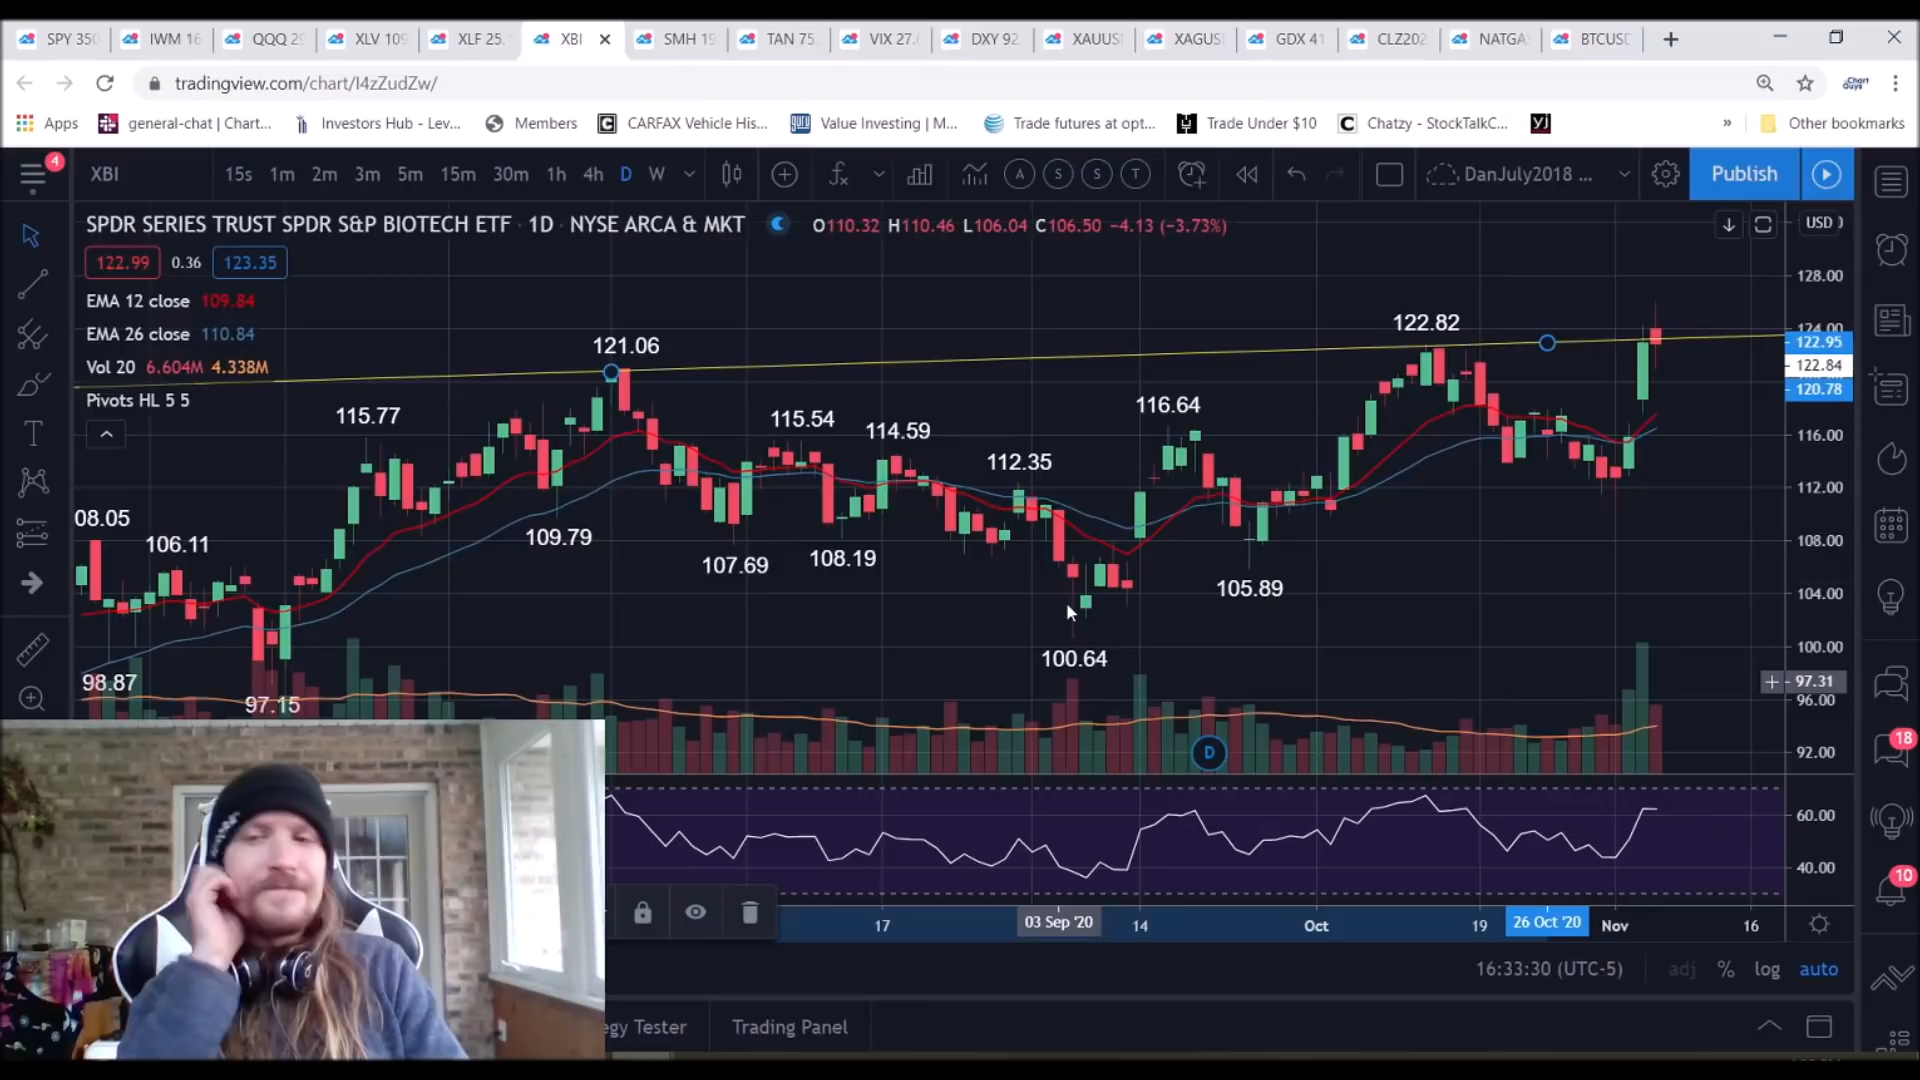 SPY 350 IWM 16 QQQ 29 XLV 109 XLF 25. XBI SMH 19 TAN 75. VIX 27. DXY 92 XAUUS XAGUS GDX 41 CLZ202 NATGA BTCUSD
tradingview.com/chart/I4zZudZw/
Apps general-chat | Chart... Investors Hub - Lev... Members CARFAX Vehicle His... guru Value Investing | M... Trade futures at opt... Trade Under $10 Chatzy - StockTalkC... yj » Other bookmarks
4 XBI 15s 1m 2m 3m 5m 15m 30m 1h 4h D W A S S T DanJuly2018 ... Publish
SPDR SERIES TRUST SPDR S&P BIOTECH ETF · 1D · NYSE ARCA & MKT O110.32 H110.46 L106.04 C106.50 −4.13 (−3.73%) USD
122.99 0.36 123.35
128.00
EMA 12 close 109.84
122.82
124.00
EMA 26 close 110.84
121.06
122.95
Vol 20 6.604M 4.338M
122.84
120.78
Pivots HL 5 5
115.77 115.54 116.64
114.59
116.00
112.35
112.00
08.05
106.11 109.79
108.00
107.69 108.19
105.89
104.00
100.64
100.00
98.87
97.31
97.15
96.00
D
92.00
18
60.00
40.00
10
17 03 Sep '20 14 Oct 19 26 Oct '20 Nov 16
16:33:30 (UTC-5) adj % log auto
gy Tester Trading Panel